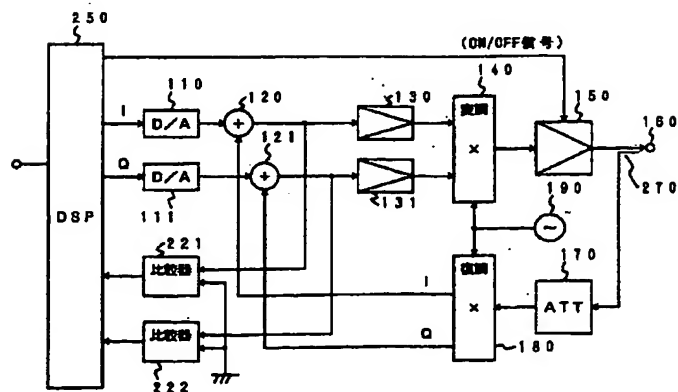 250
(ON/OFF信号)
140
110
120
130
150
160
I
D/A
+
変調
×
121
Q
D/A
+
131
190
270
DSP
111
~
221
170
比較器
I
復調
×
ATT
Q
比較器
180
222